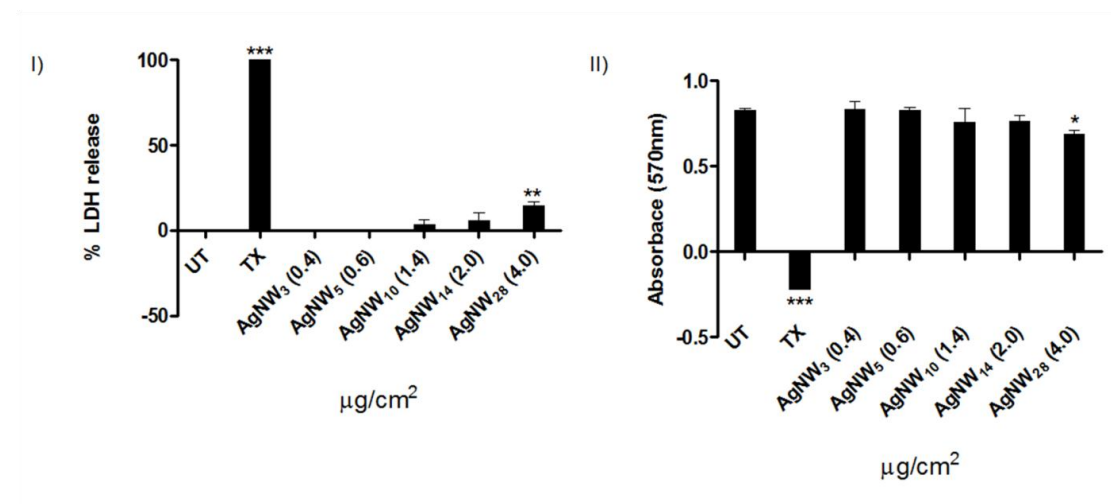 I)
% LDH release
100
50
0
-50
***
**
UT
TX
AgNW₃ (0.4)
AgNW₅ (0.6)
AgNW₁₀ (1.4)
AgNW₁₄ (2.0)
AgNW₂₈ (4.0)
μg/cm²
II)
Absorbace (570nm)
1.0
0.5
0.0
-0.5
***
*
UT
TX
AgNW₃ (0.4)
AgNW₅ (0.6)
AgNW₁₀ (1.4)
AgNW₁₄ (2.0)
AgNW₂₈ (4.0)
μg/cm²